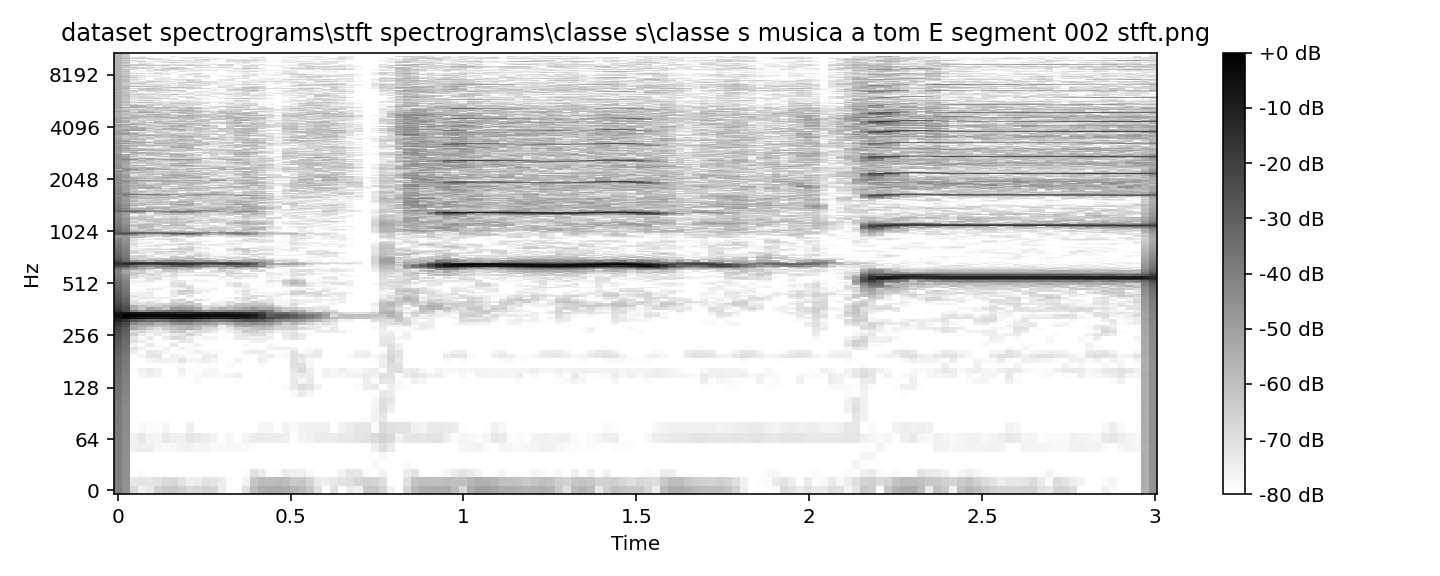 dataset spectrograms\stft spectrograms\classe s\classe s musica a tom E segment 002 stft.png
Hz
8192
4096
2048
1024
512
256
128
64
0
0
0.5
1
1.5
2
2.5
3
Time
+0 dB
-10 dB
-20 dB
-30 dB
-40 dB
-50 dB
-60 dB
-70 dB
-80 dB